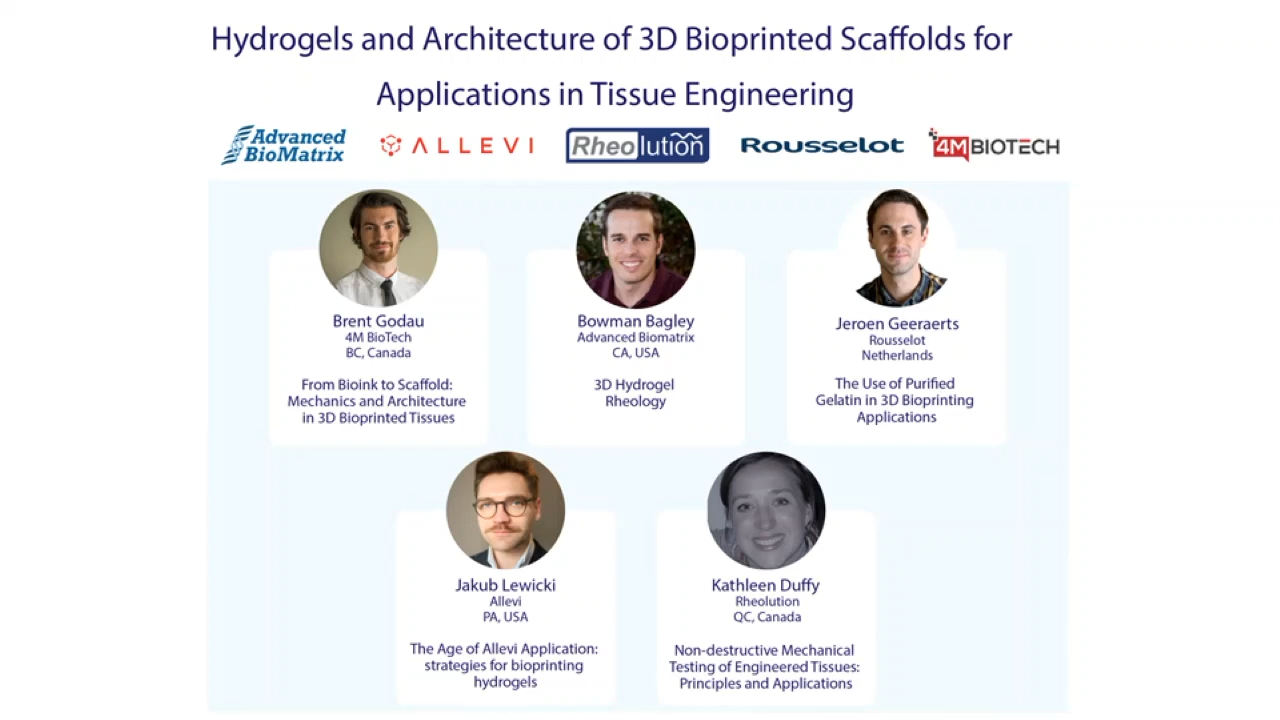 Hydrogels and Architecture of 3D Bioprinted Scaffolds for
Applications in Tissue Engineering
Advanced
BioMatrix
ALLEVI
Rheolution
Rousselot
4MBIOTECH
Brent Godau
4M BioTech
BC, Canada
From Bioink to Scaffold:
Mechanics and Architecture
in 3D Bioprinted Tissues
Bowman Bagley
Advanced Biomatrix
CA, USA
3D Hydrogel
Rheology
Jeroen Geeraerts
Rousselot
Netherlands
The Use of Purified
Gelatin in 3D Bioprinting
Applications
Jakub Lewicki
Allevi
PA, USA
The Age of Allevi Application:
strategies for bioprinting
hydrogels
Kathleen Duffy
Rheolution
QC, Canada
Non-destructive Mechanical
Testing of Engineered Tissues:
Principles and Applications